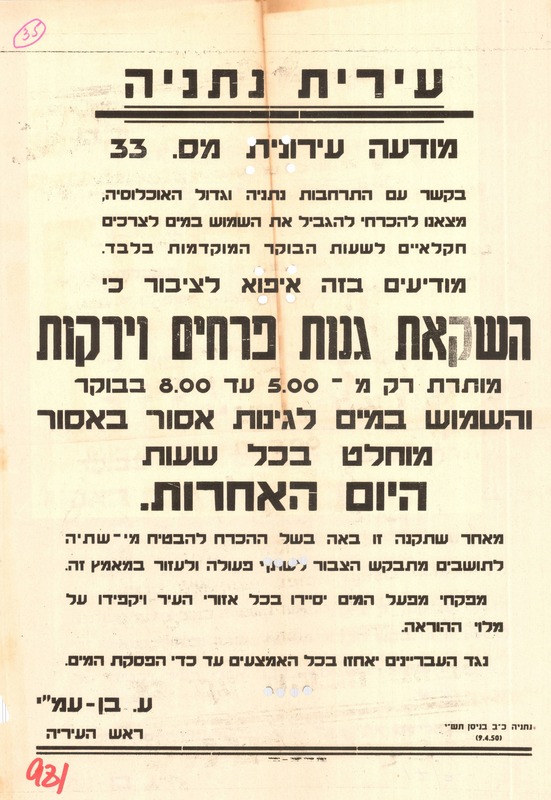 35
עירית נתניה
מודעה עירונית מס. 33
בקשר עם התרחבות נתניה וגדול האוכלוסיה,
מצאנו להכרחי להגביל את השמוש במים לצרכים
חקלאיים לשעות הבוקר המוקדמות בלבד.
מודיעים בזה איפוא לציבור כי
השקאת גנות פרחים וירקות
מותרת רק מ־ 5.00 עד 8.00 בבוקר
והשמוש במים לגינות אסור באסור
מוחלט בכל שעות
היום האחרות.
מאחר שתקנה זו באה בשל ההכרח להבטיח מי־שתיה
לתושבים מתבקש הצבור לשתף פעולה ולעזור במאמץ זה.
מפקחי מפעל המים יסיירו בכל אזורי העיר ויקפידו על
מלוי ההוראה.
נגד העבריינים יאחזו בכל האמצעים עד כדי הפסקת המים.
ע. בן-עמ"י
ראש העיריה
נתניה כ"ב בניסן תש"י
(9.4.50)
931